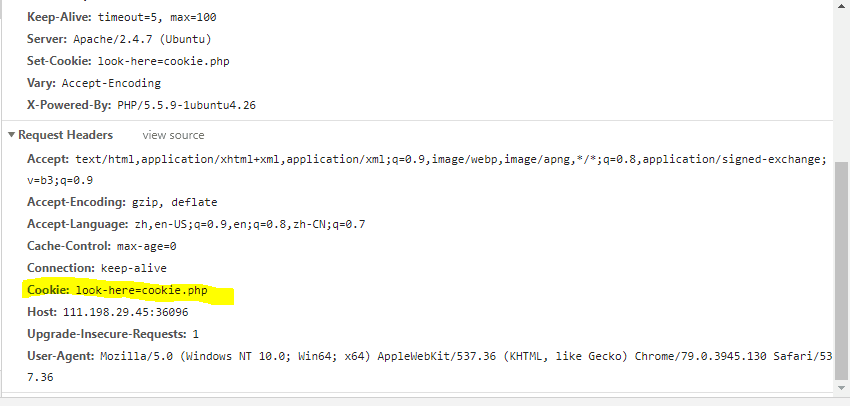 Keep-Alive: timeout=5, max=100
Server: Apache/2.4.7 (Ubuntu)
Set-Cookie: look-here=cookie.php
Vary: Accept-Encoding
X-Powered-By: PHP/5.5.9-1ubuntu4.26
Request Headers view source
Accept: text/html,application/xhtml+xml,application/xml;q=0.9,image/webp,image/apng,*/*;q=0.8,application/signed-exchange;
v=b3;q=0.9
Accept-Encoding: gzip, deflate
Accept-Language: zh,en-US;q=0.9,en;q=0.8,zh-CN;q=0.7
Cache-Control: max-age=0
Connection: keep-alive
Cookie: look-here=cookie.php
Host: 111.198.29.45:36096
Upgrade-Insecure-Requests: 1
User-Agent: Mozilla/5.0 (Windows NT 10.0; Win64; x64) AppleWebKit/537.36 (KHTML, like Gecko) Chrome/79.0.3945.130 Safari/53
7.36